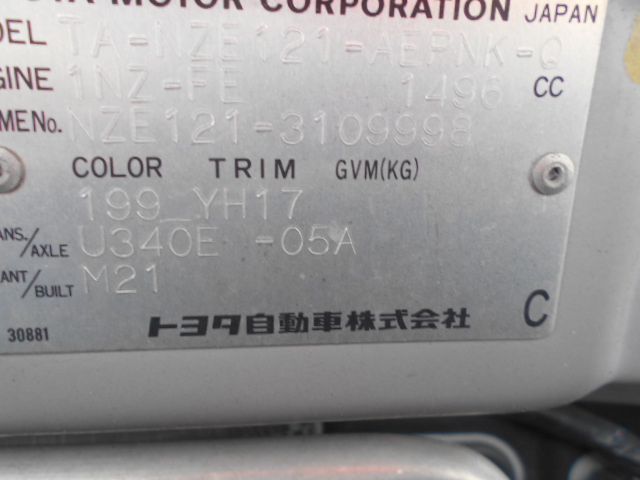 MOTOR CORPORATION JAPAN
DEL TA-NZE121-AEPNK-Q
GINE 1NZ-FE 1496 CC
MENo. NZE121-3109998
COLOR TRIM GVM(KG)
199 YH17
ANS./AXLE U340E -05A
ANT/BUILT M21
30881 トヨタ自動車株式会社 C